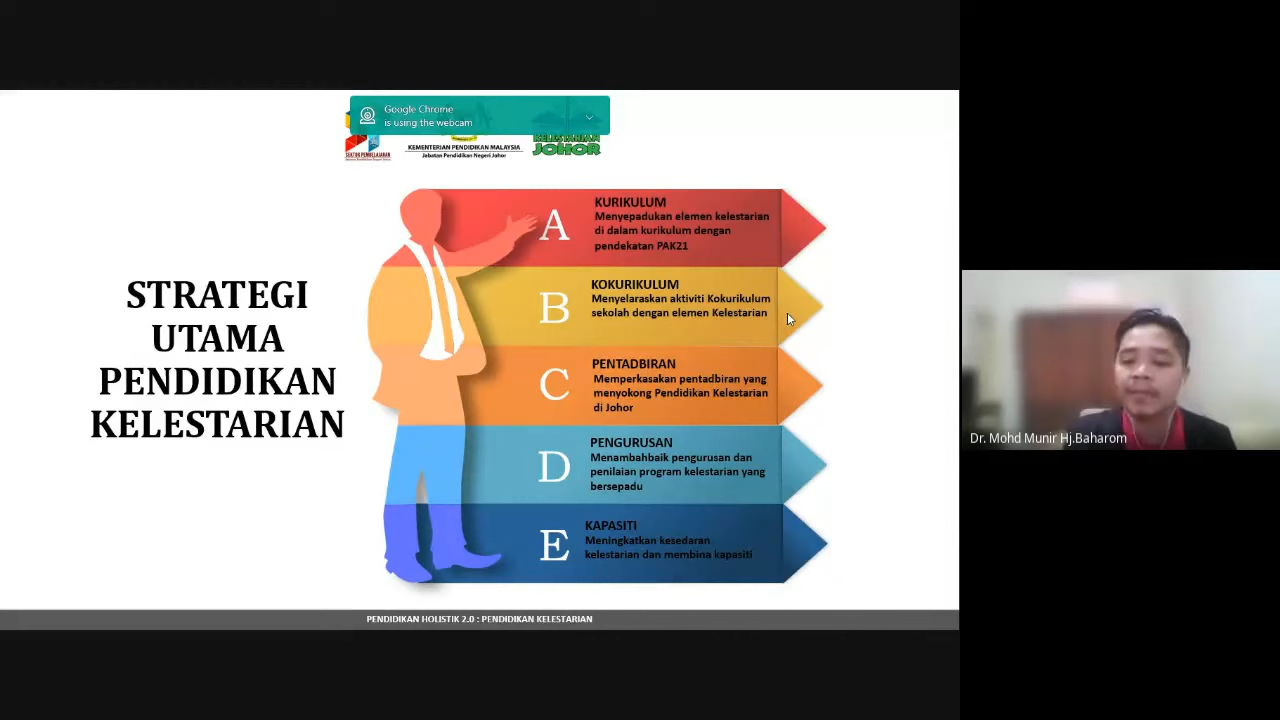 Google Chrome
is using the webcam
SEKTOR PEMBELAJARAN
KEMENTERIAN PENDIDIKAN MALAYSIA
Jabatan Pendidikan Negeri Johor
KELESTARIAN
JOHOR
STRATEGI
UTAMA
PENDIDIKAN
KELESTARIAN
A
KURIKULUM
Menyepadukan elemen kelestarian
di dalam kurikulum dengan
pendekatan PAK21
B
KOKURIKULUM
Menyelaraskan aktiviti Kokurikulum
sekolah dengan elemen Kelestarian
C
PENTADBIRAN
Memperkasakan pentadbiran yang
menyokong Pendidikan Kelestarian
di Johor
D
PENGURUSAN
Menambahbaik pengurusan dan
penilaian program kelestarian yang
bersepadu
E
KAPASITI
Meningkatkan kesedaran
kelestarian dan membina kapasiti
PENDIDIKAN HOLISTIK 2.0 : PENDIDIKAN KELESTARIAN
Dr. Mohd Munir Hj.Baharom